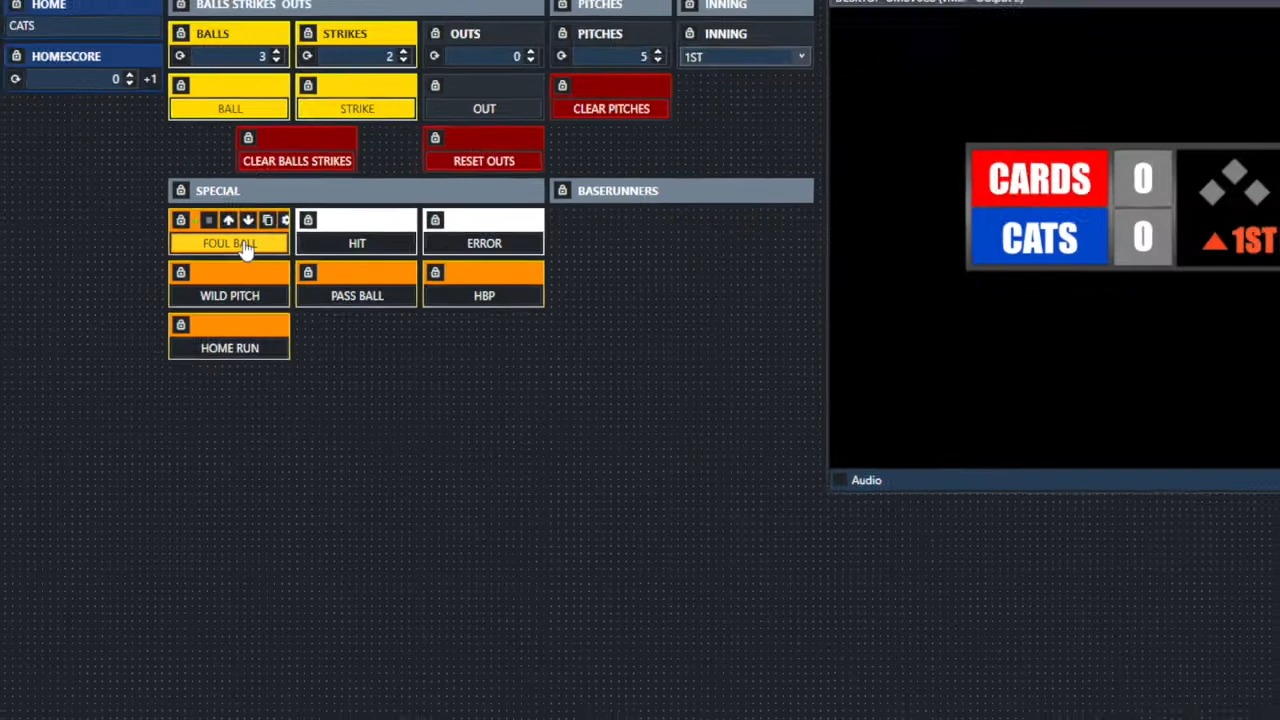 HOME
BALLS STRIKES OUTS
PITCHES
INNING
CATS
BALLS
STRIKES
OUTS
PITCHES
INNING
HOMESCORE
3
2
0
5
1ST
0
+1
BALL
STRIKE
OUT
CLEAR PITCHES
CLEAR BALLS STRIKES
RESET OUTS
SPECIAL
BASERUNNERS
FOUL BALL
HIT
ERROR
WILD PITCH
PASS BALL
HBP
HOME RUN
CARDS
0
CATS
0
1ST
Audio